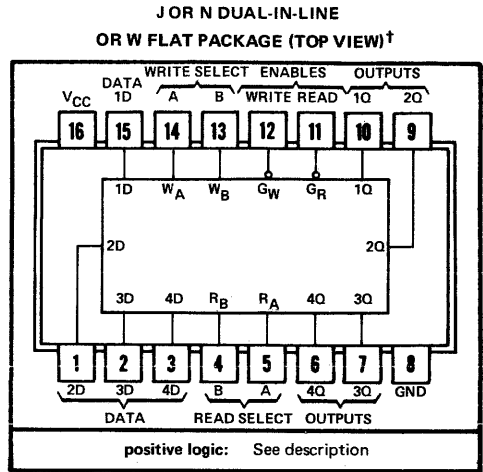 J OR N DUAL-IN-LINE
OR W FLAT PACKAGE (TOP VIEW)†
WRITE SELECT ENABLES OUTPUTS
DATA
VCC 1D A B WRITE READ 1Q 2Q
16 15 14 13 12 11 10 9
1D WA WB GW GR 1Q
2D 2Q
3D 4D RB RA 4Q 3Q
1 2 3 4 5 6 7 8
2D 3D 4D B A 4Q 3Q GND
DATA READ SELECT OUTPUTS
positive logic: See description